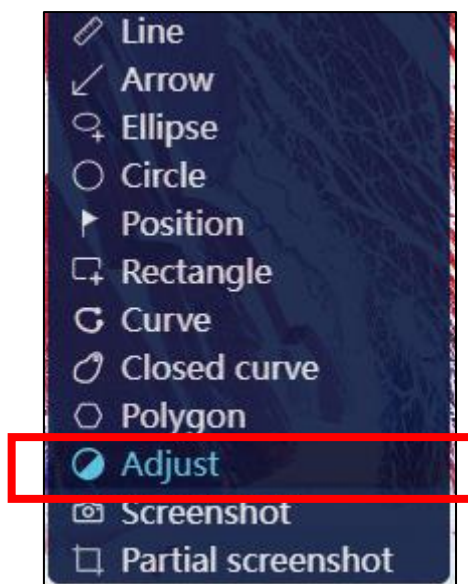 Line
Arrow
Ellipse
Circle
Position
Rectangle
Curve
Closed curve
Polygon
Adjust
Screenshot
Partial screenshot